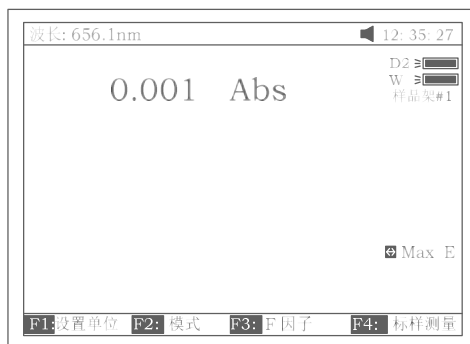 波长: 656.1nm 12: 35: 27
D2
0.001 Abs
W
样品架#1
Max E
F1:设置单位 F2: 模式 F3: F 因子 F4: 标样测量